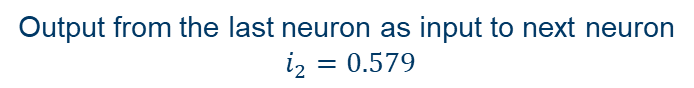 Output from the last neuron as input to next neuron
i₂ = 0.579